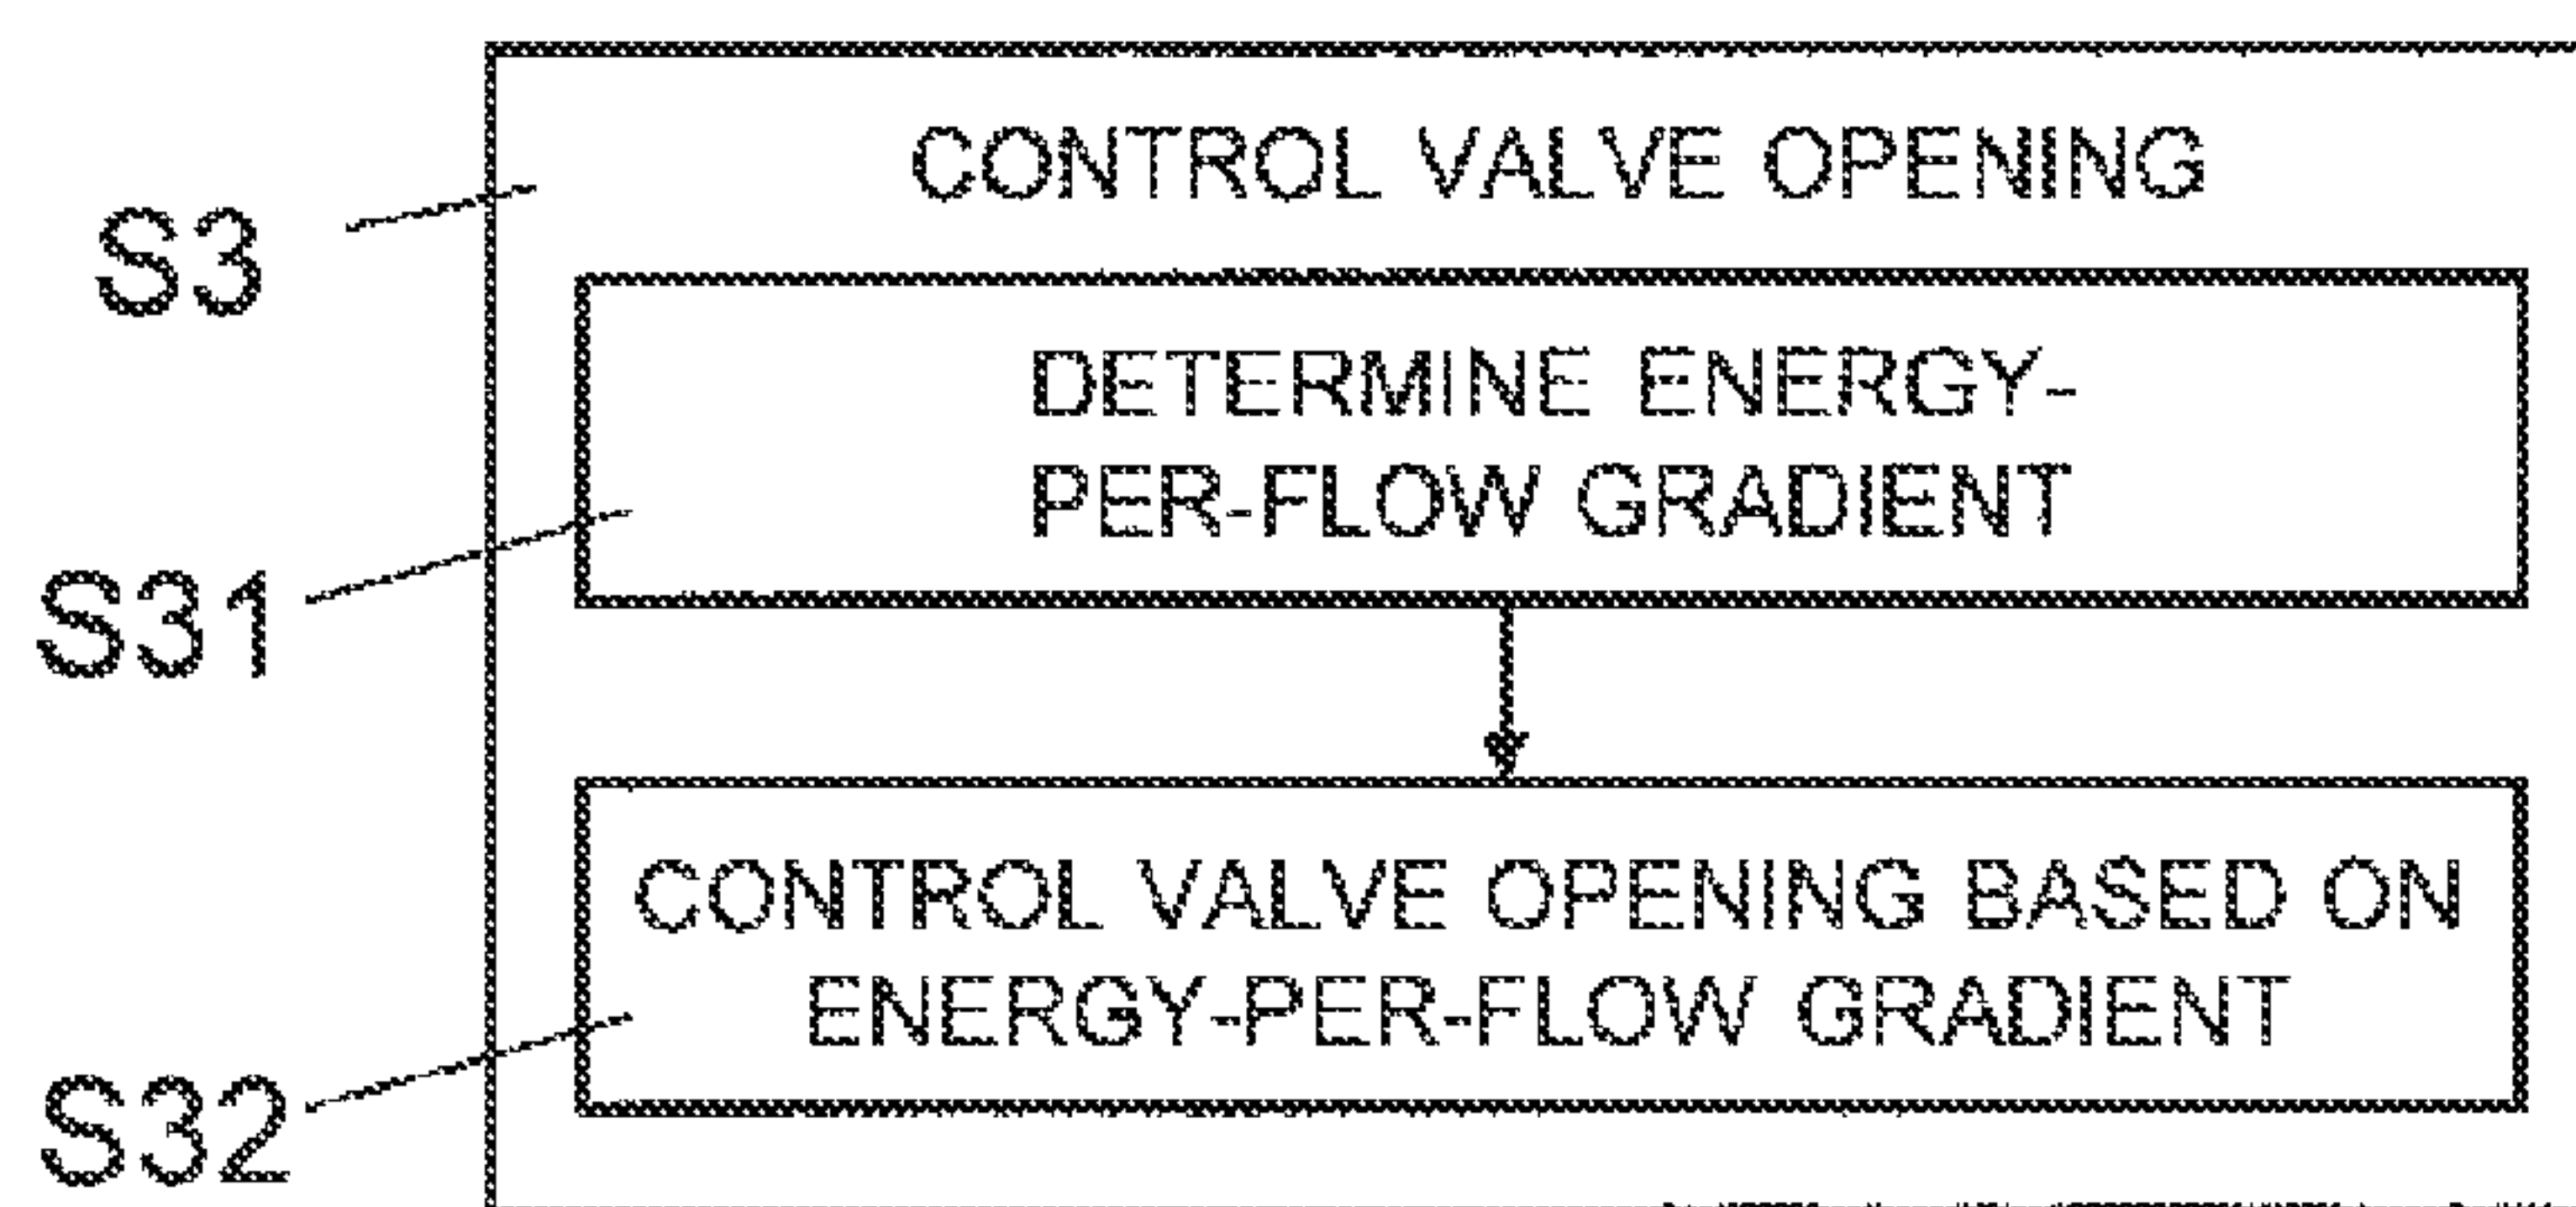 CONTROL VALVE OPENING
S3
DETERMINE ENERGY-
PER-FLOW GRADIENT
S31
CONTROL VALVE OPENING BASED ON
ENERGY-PER-FLOW GRADIENT
S32